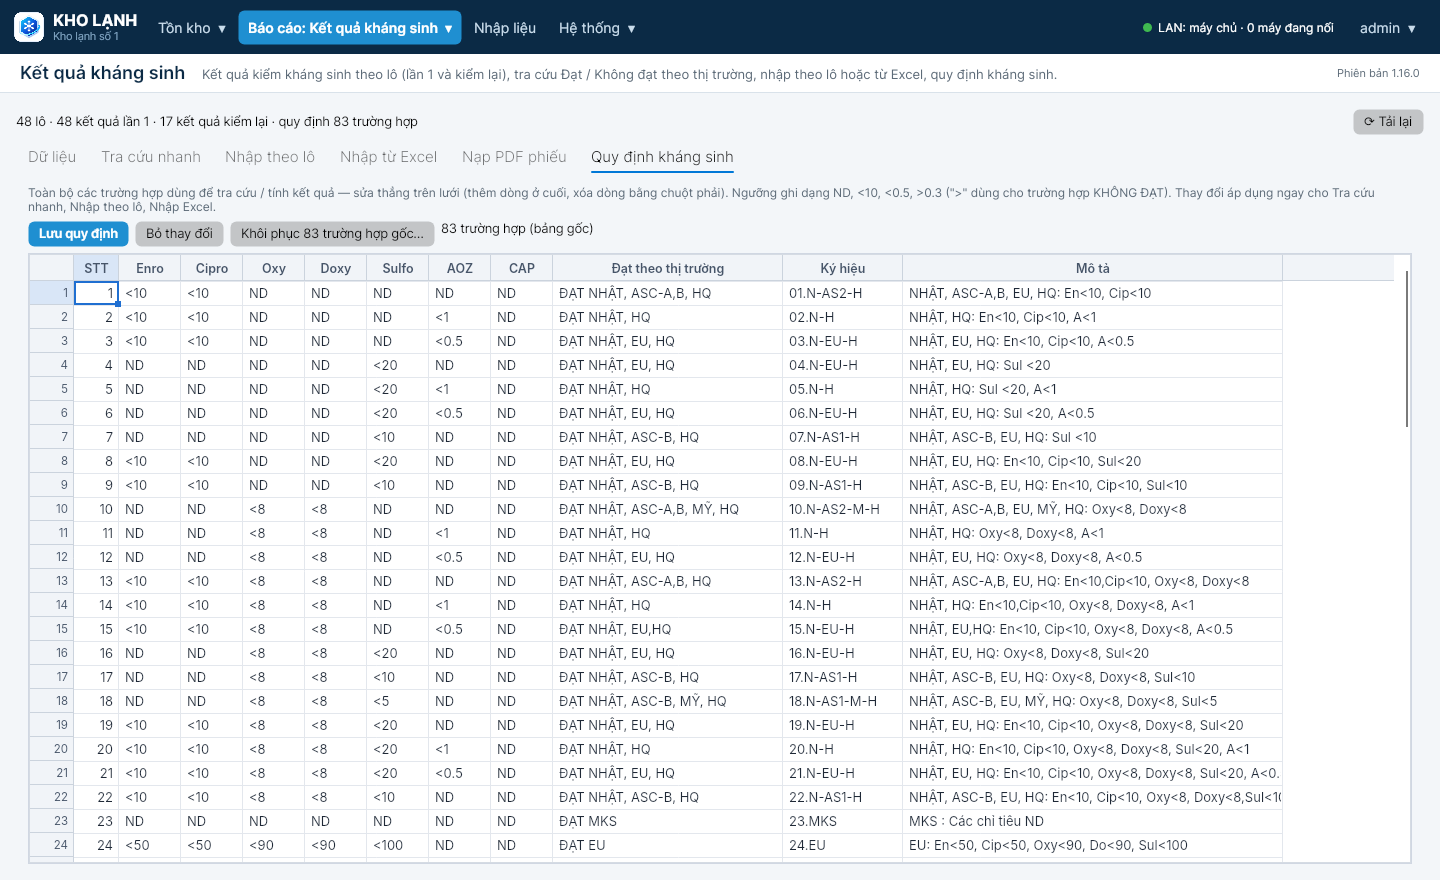 KHO LẠNH
Kho lạnh số 1
Tồn kho ▾ Báo cáo: Kết quả kháng sinh ▾ Nhập liệu Hệ thống ▾ LAN: máy chủ · 0 máy đang nối admin ▾
Kết quả kháng sinh Kết quả kiểm kháng sinh theo lô (lần 1 và kiểm lại), tra cứu Đạt / Không đạt theo thị trường, nhập theo lô hoặc từ Excel, quy định kháng sinh. Phiên bản 1.16.0
48 lô · 48 kết quả lần 1 · 17 kết quả kiểm lại · quy định 83 trường hợp ⟳ Tải lại
Dữ liệu Tra cứu nhanh Nhập theo lô Nhập từ Excel Nạp PDF phiếu Quy định kháng sinh
Toàn bộ các trường hợp dùng để tra cứu / tính kết quả — sửa thẳng trên lưới (thêm dòng ở cuối, xóa dòng bằng chuột phải). Ngưỡng ghi dạng ND, <10, <0.5, >0.3 (">" dùng cho trường hợp KHÔNG ĐẠT). Thay đổi áp dụng ngay cho Tra cứu
nhanh, Nhập theo lô, Nhập Excel.
Lưu quy định Bỏ thay đổi Khôi phục 83 trường hợp gốc... 83 trường hợp (bảng gốc)
STT Enro Cipro Oxy Doxy Sulfo AOZ CAP Đạt theo thị trường Ký hiệu Mô tả
1 1 <10 <10 ND ND ND ND ND ĐẠT NHẬT, ASC-A,B, HQ 01.N-AS2-H NHẬT, ASC-A,B, EU, HQ: En<10, Cip<10
2 2 <10 <10 ND ND ND <1 ND ĐẠT NHẬT, HQ 02.N-H NHẬT, HQ: En<10, Cip<10, A<1
3 3 <10 <10 ND ND ND <0.5 ND ĐẠT NHẬT, EU, HQ 03.N-EU-H NHẬT, EU, HQ: En<10, Cip<10, A<0.5
4 4 ND ND ND ND <20 ND ND ĐẠT NHẬT, EU, HQ 04.N-EU-H NHẬT, EU, HQ: Sul <20
5 5 ND ND ND ND <20 <1 ND ĐẠT NHẬT, HQ 05.N-H NHẬT, HQ: Sul <20, A<1
6 6 ND ND ND ND <20 <0.5 ND ĐẠT NHẬT, EU, HQ 06.N-EU-H NHẬT, EU, HQ: Sul <20, A<0.5
7 7 ND ND ND ND <10 ND ND ĐẠT NHẬT, ASC-B, HQ 07.N-AS1-H NHẬT, ASC-B, EU, HQ: Sul <10
8 8 <10 <10 ND ND <20 ND ND ĐẠT NHẬT, EU, HQ 08.N-EU-H NHẬT, EU, HQ: En<10, Cip<10, Sul<20
9 9 <10 <10 ND ND <10 ND ND ĐẠT NHẬT, ASC-B, HQ 09.N-AS1-H NHẬT, ASC-B, EU, HQ: En<10, Cip<10, Sul<10
10 10 ND ND <8 <8 ND ND ND ĐẠT NHẬT, ASC-A,B, MỸ, HQ 10.N-AS2-M-H NHẬT, ASC-A,B, EU, MỸ, HQ: Oxy<8, Doxy<8
11 11 ND ND <8 <8 ND <1 ND ĐẠT NHẬT, HQ 11.N-H NHẬT, HQ: Oxy<8, Doxy<8, A<1
12 12 ND ND <8 <8 ND <0.5 ND ĐẠT NHẬT, EU, HQ 12.N-EU-H NHẬT, EU, HQ: Oxy<8, Doxy<8, A<0.5
13 13 <10 <10 <8 <8 ND ND ND ĐẠT NHẬT, ASC-A,B, HQ 13.N-AS2-H NHẬT, ASC-A,B, EU, HQ: En<10,Cip<10, Oxy<8, Doxy<8
14 14 <10 <10 <8 <8 ND <1 ND ĐẠT NHẬT, HQ 14.N-H NHẬT, HQ: En<10,Cip<10, Oxy<8, Doxy<8, A<1
15 15 <10 <10 <8 <8 ND <0.5 ND ĐẠT NHẬT, EU,HQ 15.N-EU-H NHẬT, EU,HQ: En<10, Cip<10, Oxy<8, Doxy<8, A<0.5
16 16 ND ND <8 <8 <20 ND ND ĐẠT NHẬT, EU, HQ 16.N-EU-H NHẬT, EU, HQ: Oxy<8, Doxy<8, Sul<20
17 17 ND ND <8 <8 <10 ND ND ĐẠT NHẬT, ASC-B, HQ 17.N-AS1-H NHẬT, ASC-B, EU, HQ: Oxy<8, Doxy<8, Sul<10
18 18 ND ND <8 <8 <5 ND ND ĐẠT NHẬT, ASC-B, MỸ, HQ 18.N-AS1-M-H NHẬT, ASC-B, EU, MỸ, HQ: Oxy<8, Doxy<8, Sul<5
19 19 <10 <10 <8 <8 <20 ND ND ĐẠT NHẬT, EU, HQ 19.N-EU-H NHẬT, EU, HQ: En<10, Cip<10, Oxy<8, Doxy<8, Sul<20
20 20 <10 <10 <8 <8 <20 <1 ND ĐẠT NHẬT, HQ 20.N-H NHẬT, HQ: En<10, Cip<10, Oxy<8, Doxy<8, Sul<20, A<1
21 21 <10 <10 <8 <8 <20 <0.5 ND ĐẠT NHẬT, EU, HQ 21.N-EU-H NHẬT, EU, HQ: En<10, Cip<10, Oxy<8, Doxy<8, Sul<20, A<0.
22 22 <10 <10 <8 <8 <10 ND ND ĐẠT NHẬT, ASC-B, HQ 22.N-AS1-H NHẬT, ASC-B, EU, HQ: En<10, Cip<10, Oxy<8, Doxy<8,Sul<10
23 23 ND ND ND ND ND ND ND ĐẠT MKS 23.MKS MKS : Các chỉ tiêu ND
24 24 <50 <50 <90 <90 <100 ND ND ĐẠT EU 24.EU EU: En<50, Cip<50, Oxy<90, Do<90, Sul<100